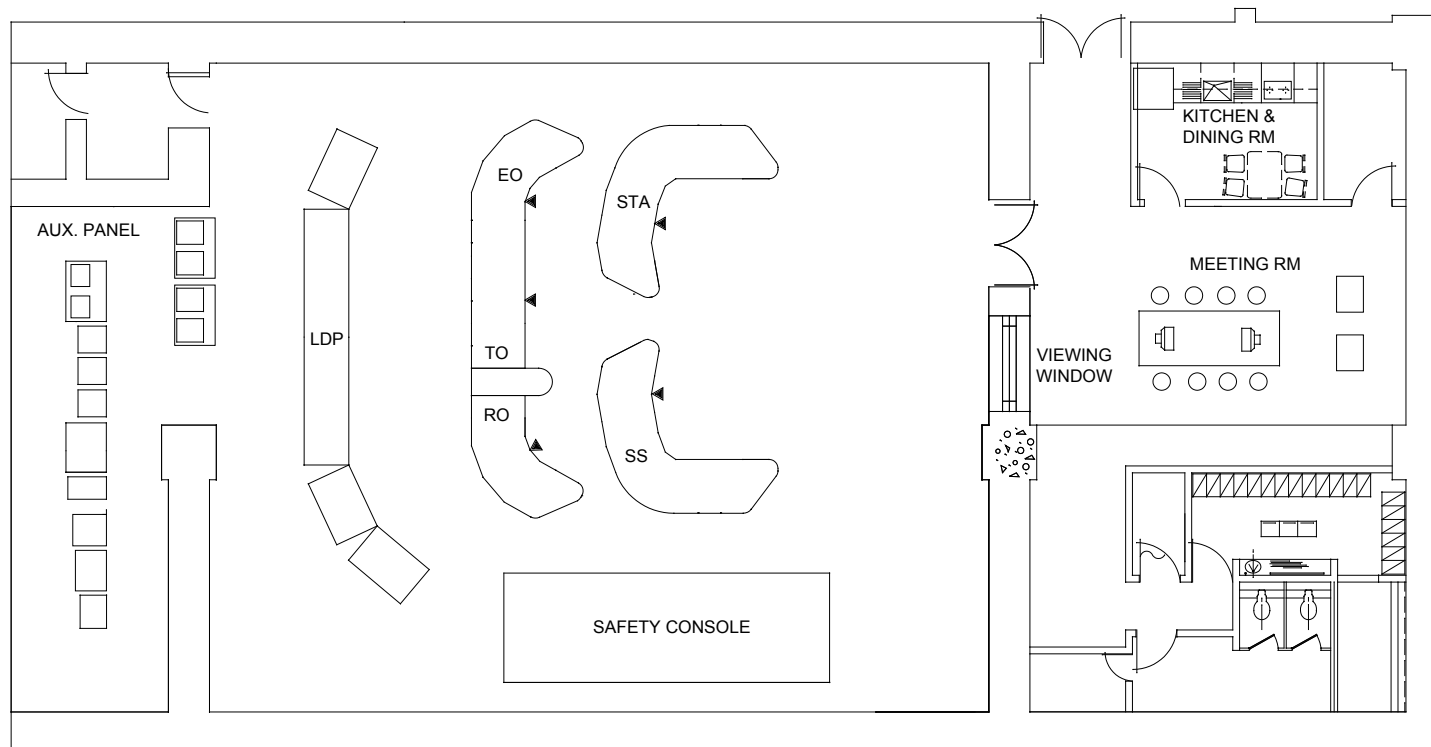 KITCHEN &
DINING RM
EO
STA
AUX. PANEL
MEETING RM
LDP
TO
VIEWING
WINDOW
RO
SS
SAFETY CONSOLE